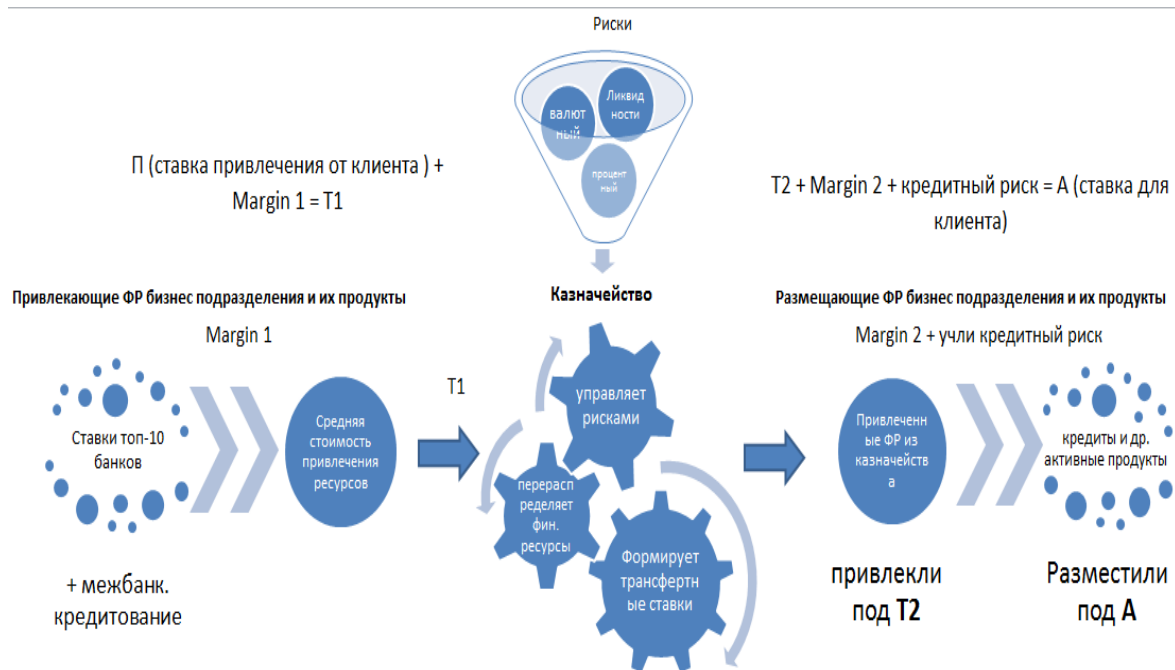 Риски
валют
ный
Ликвид
ности
процент
ный
П (ставка привлечения от клиента ) +
Margin 1 = T1
T2 + Margin 2 + кредитный риск = А (ставка для
клиента)
Привлекающие ФР бизнес подразделения и их продукты
Казначейство
Размещающие ФР бизнес подразделения и их продукты
Margin 1
Margin 2 + учли кредитный риск
Ставки топ-10
банков
Средняя
стоимость
привлечения
ресурсов
T1
управляет
рисками
перерасп
ределяет
фин.
ресурсы
Формирует
трансфертн
ые ставки
Привлеченн
ые ФР из
казначейств
а
кредиты и др.
активные продукты
+ межбанк.
кредитование
привлекли
под Т2
Разместили
под А